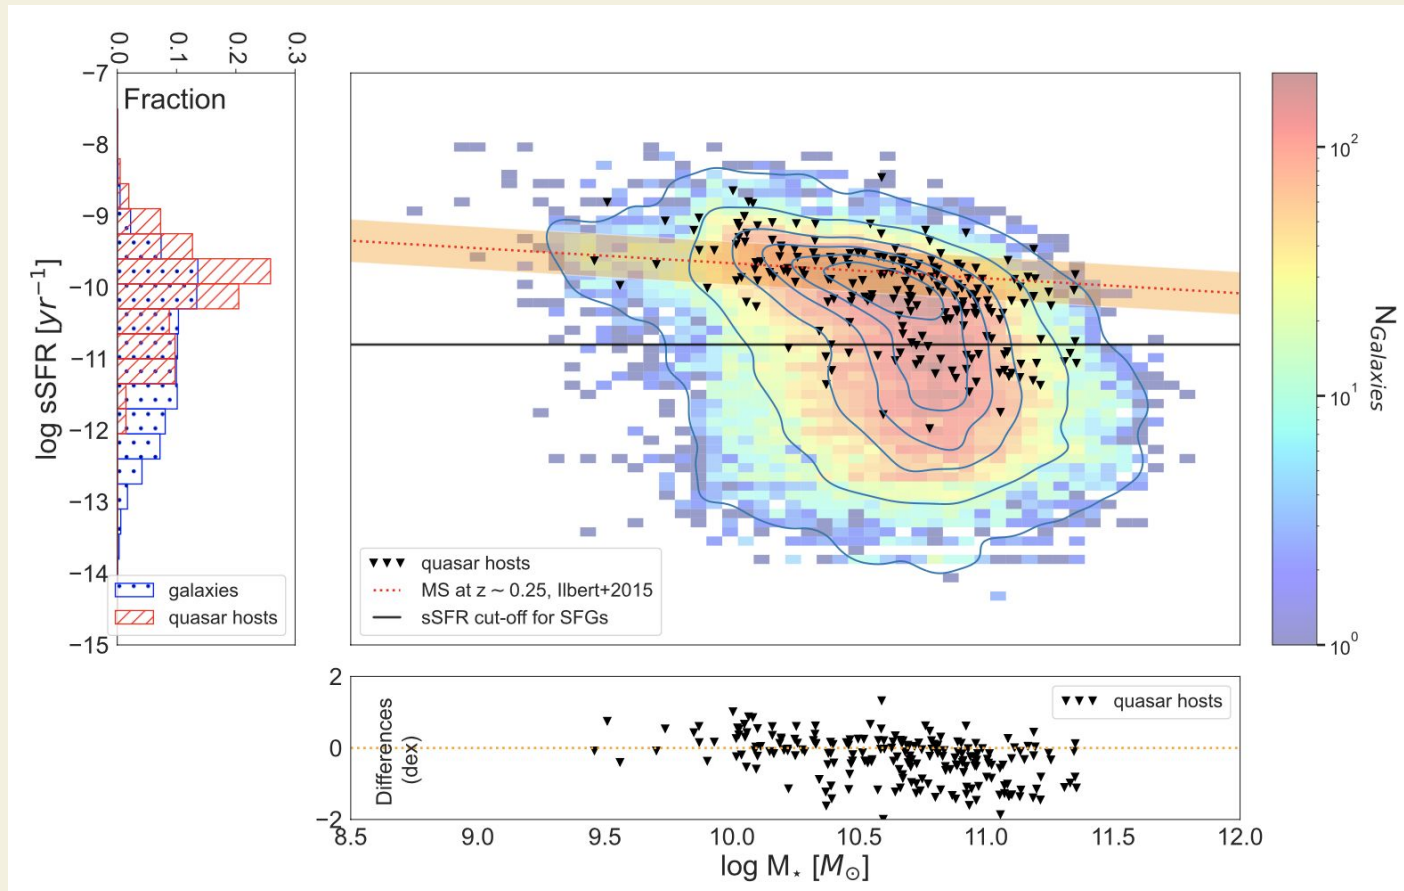 0.0 0.1 0.2 0.3
Fraction
−7
−8
−9
−10
−11
−12
−13
−14
−15
log sSFR [yr⁻¹]
galaxies
quasar hosts
quasar hosts
MS at z ~ 0.25, Ilbert+2015
sSFR cut-off for SFGs
10²
10¹
10⁰
N_Galaxies
2
0
−2
Differences
(dex)
quasar hosts
8.5 9.0 9.5 10.0 10.5 11.0 11.5 12.0
log M⋆ [M⊙]